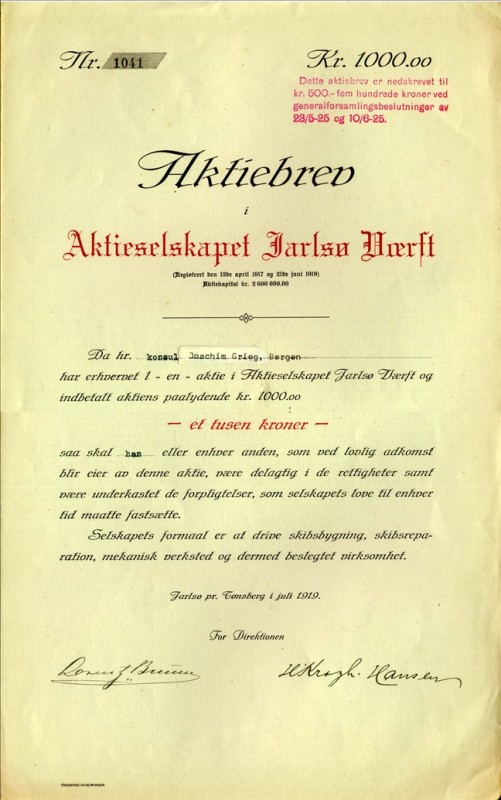 Nr. 1041
Kr. 1000.00
Dette aktiebrev er nedskrevet til
kr. 500.- fem hundrede kroner ved
generalforsamlingsbeslutninger av
23/5-25 og 10/6-25.
Aktiebrev
i
Aktieselskapet Jarlsø Værft
(Registrert den 13de april 1917 og 21de juni 1919)
Aktiekapital kr. 2 600 000.00
Da hr. konsul Joachim Grieg, Bergen
har erhvervet 1 - en - aktie i Aktieselskapet Jarlsø Værft og
indbetalt aktiens paalydende kr. 1000.00
— et tusen kroner —
saa skal han eller enhver anden, som ved lovlig adkomst
blir eier av denne aktie, være delagtig i de rettigheter samt
være underkastet de forpligtelser, som selskapets love til enhver
tid maatte fastsætte.
Selskapets formaal er at drive skibsbygning, skibsrepa-
ration, mekanisk verksted og dermed beslegtet virksomhet.
Jarlsø pr. Tønsberg i juli 1919.
For Direktionen
HKrogh. Hansen